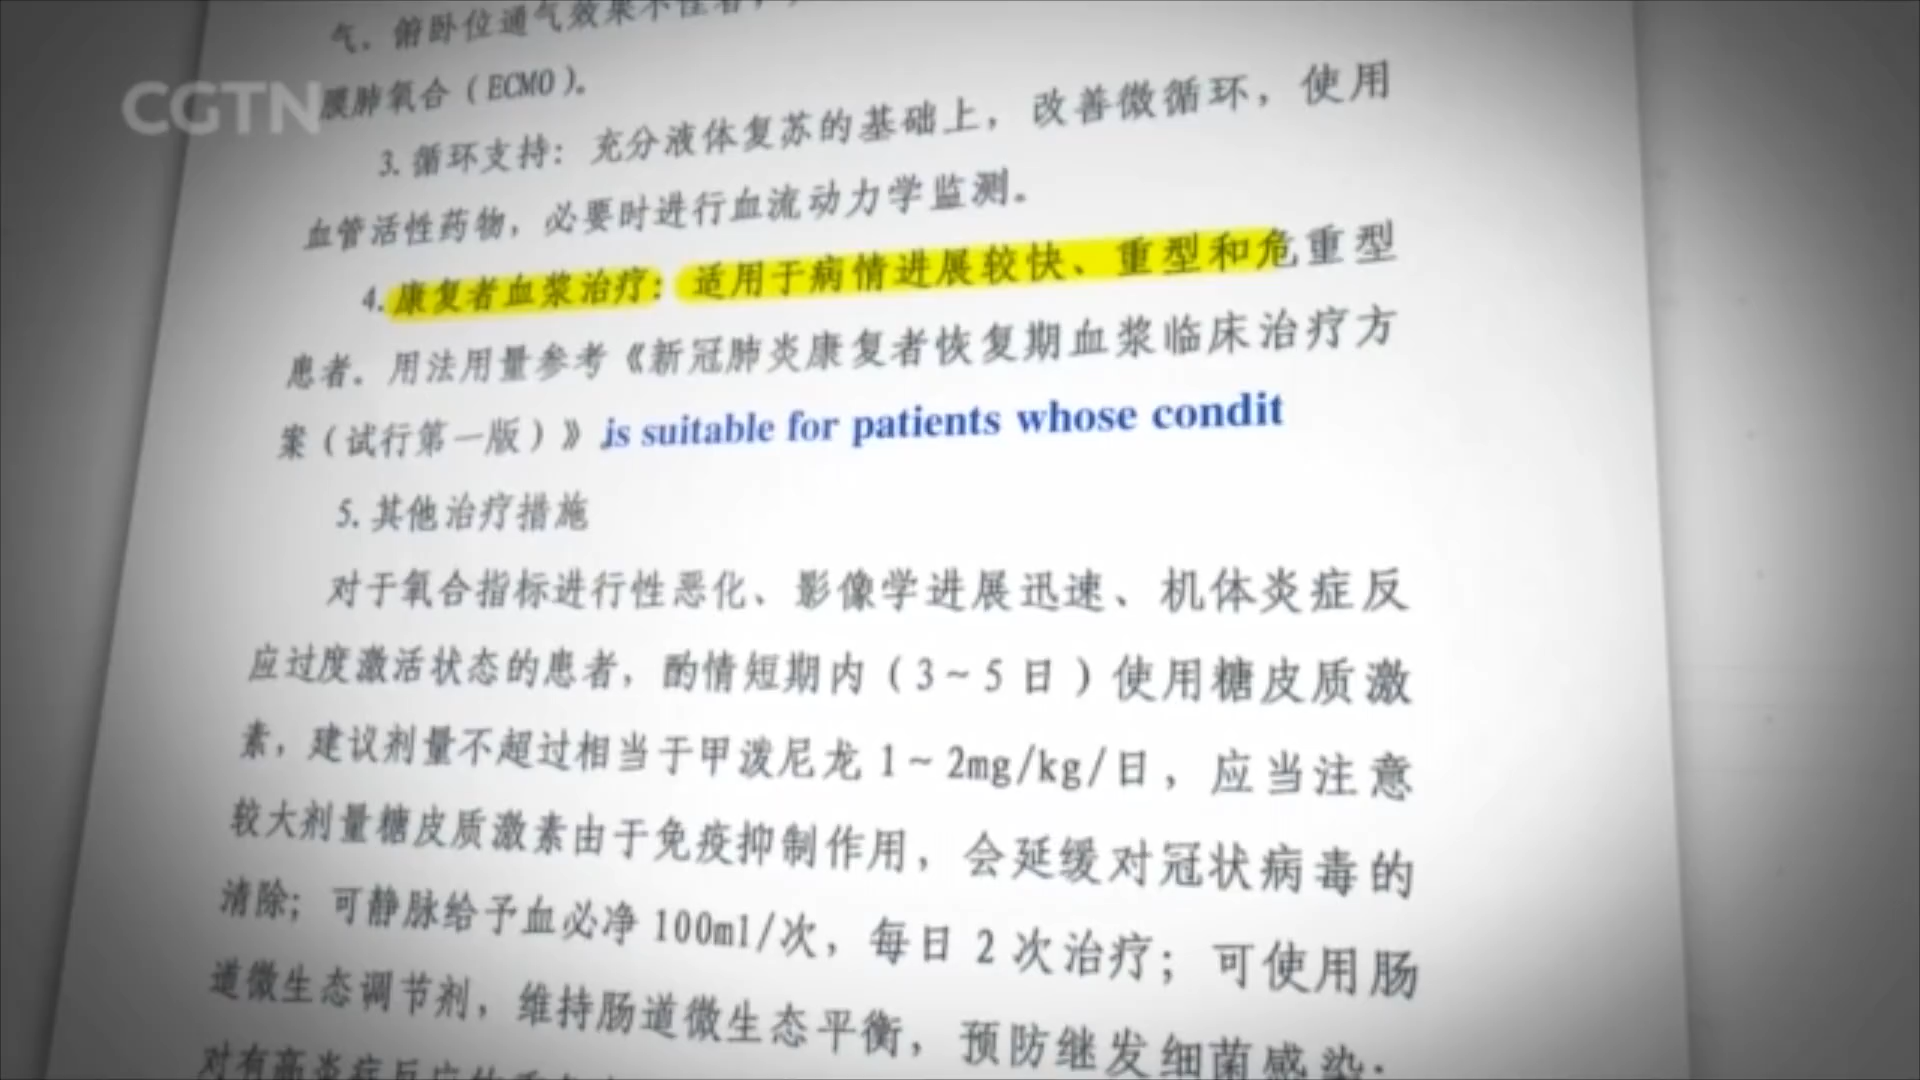 气、俯卧位通气效果不佳者，
CGTN
膜肺氧合（ECMO）。
3. 循环支持：充分液体复苏的基础上，改善微循环，使用
血管活性药物，必要时进行血流动力学监测。
4. 康复者血浆治疗：适用于病情进展较快、重型和危重型
患者。用法用量参考《新冠肺炎康复者恢复期血浆临床治疗方
案（试行第一版）》 is suitable for patients whose condit
5. 其他治疗措施
对于氧合指标进行性恶化、影像学进展迅速、机体炎症反
应过度激活状态的患者，酌情短期内（3～5 日）使用糖皮质激
素，建议剂量不超过相当于甲泼尼龙 1～2mg/kg/日，应当注意
较大剂量糖皮质激素由于免疫抑制作用，会延缓对冠状病毒的
清除；可静脉给予血必净 100ml/次，每日 2 次治疗；可使用肠
道微生态调节剂，维持肠道微生态平衡，预防继发细菌感染；
对有高炎症反应的